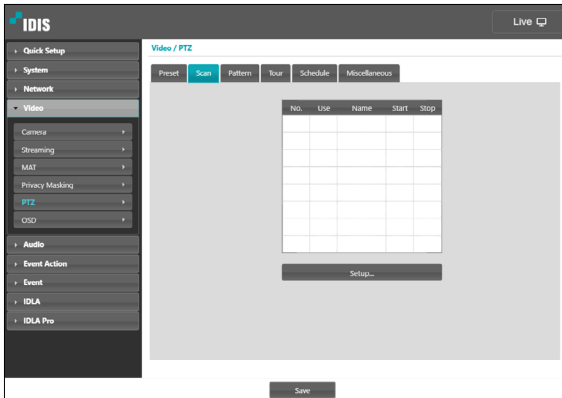 IDIS
Live
Quick Setup
System
Network
Video
Camera
Streaming
MAT
Privacy Masking
PTZ
OSD
Audio
Event Action
Event
IDLA
IDLA Pro
Video / PTZ
Preset Scan Pattern Tour Schedule Miscellaneous
No. Use Name Start Stop
Setup...
Save